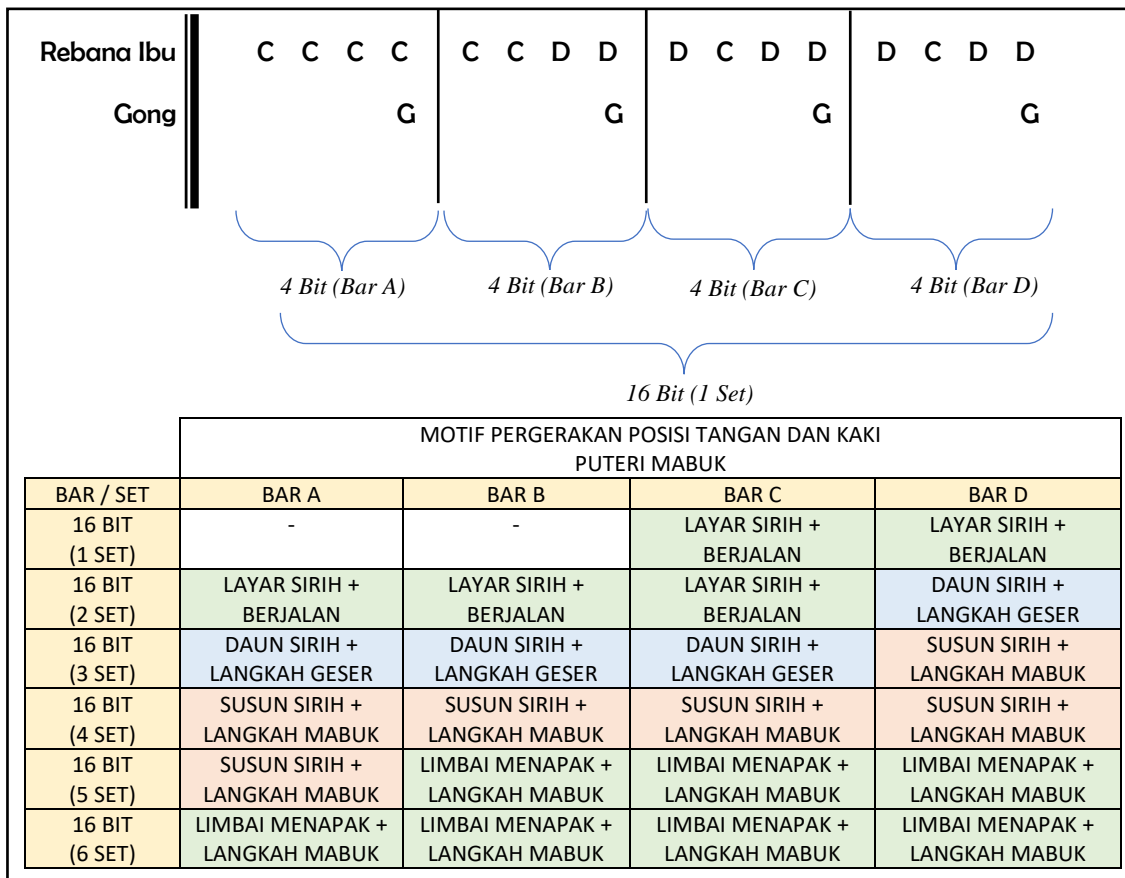 Rebana Ibu C C C C C C D D D C D D D C D D
Gong G G G G
4 Bit (Bar A) 4 Bit (Bar B) 4 Bit (Bar C) 4 Bit (Bar D)
16 Bit (1 Set)
MOTIF PERGERAKAN POSISI TANGAN DAN KAKI
PUTERI MABUK
BAR / SET BAR A BAR B BAR C BAR D
16 BIT - - LAYAR SIRIH + LAYAR SIRIH +
(1 SET) BERJALAN BERJALAN
16 BIT LAYAR SIRIH + LAYAR SIRIH + LAYAR SIRIH + DAUN SIRIH +
(2 SET) BERJALAN BERJALAN BERJALAN LANGKAH GESER
16 BIT DAUN SIRIH + DAUN SIRIH + DAUN SIRIH + SUSUN SIRIH +
(3 SET) LANGKAH GESER LANGKAH GESER LANGKAH GESER LANGKAH MABUK
16 BIT SUSUN SIRIH + SUSUN SIRIH + SUSUN SIRIH + SUSUN SIRIH +
(4 SET) LANGKAH MABUK LANGKAH MABUK LANGKAH MABUK LANGKAH MABUK
16 BIT SUSUN SIRIH + LIMBAI MENAPAK + LIMBAI MENAPAK + LIMBAI MENAPAK +
(5 SET) LANGKAH MABUK LANGKAH MABUK LANGKAH MABUK LANGKAH MABUK
16 BIT LIMBAI MENAPAK + LIMBAI MENAPAK + LIMBAI MENAPAK + LIMBAI MENAPAK +
(6 SET) LANGKAH MABUK LANGKAH MABUK LANGKAH MABUK LANGKAH MABUK